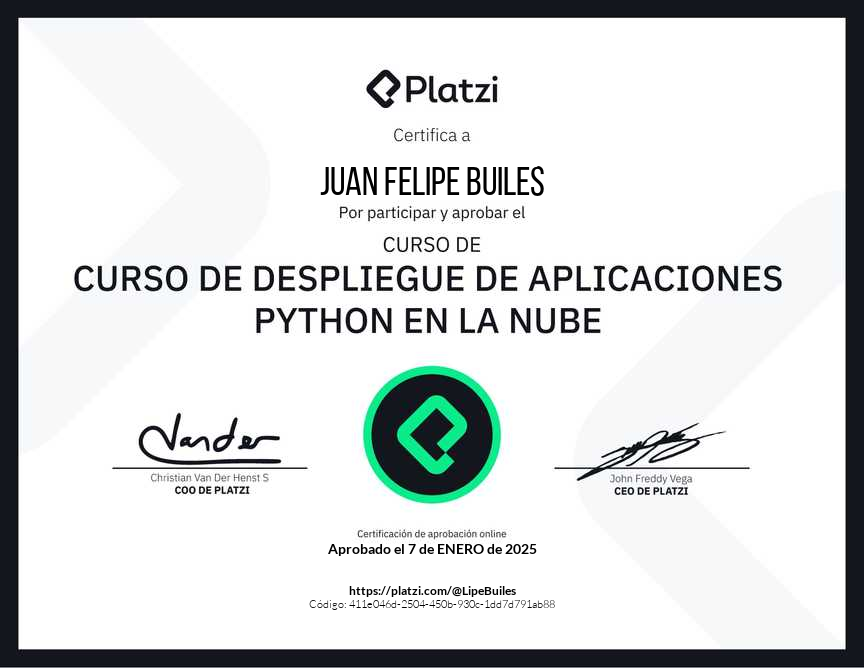 Platzi
Certifica a
JUAN FELIPE BUILES
Por participar y aprobar el
CURSO DE
CURSO DE DESPLIEGUE DE APLICACIONES
PYTHON EN LA NUBE
Vander
Christian Van Der Henst S
COO DE PLATZI
John Freddy Vega
CEO DE PLATZI
Certificación de aprobación online
Aprobado el 7 de ENERO de 2025
https://platzi.com/@LipeBuiles
Código: 411e046d-2504-450b-930c-1dd7d791ab88